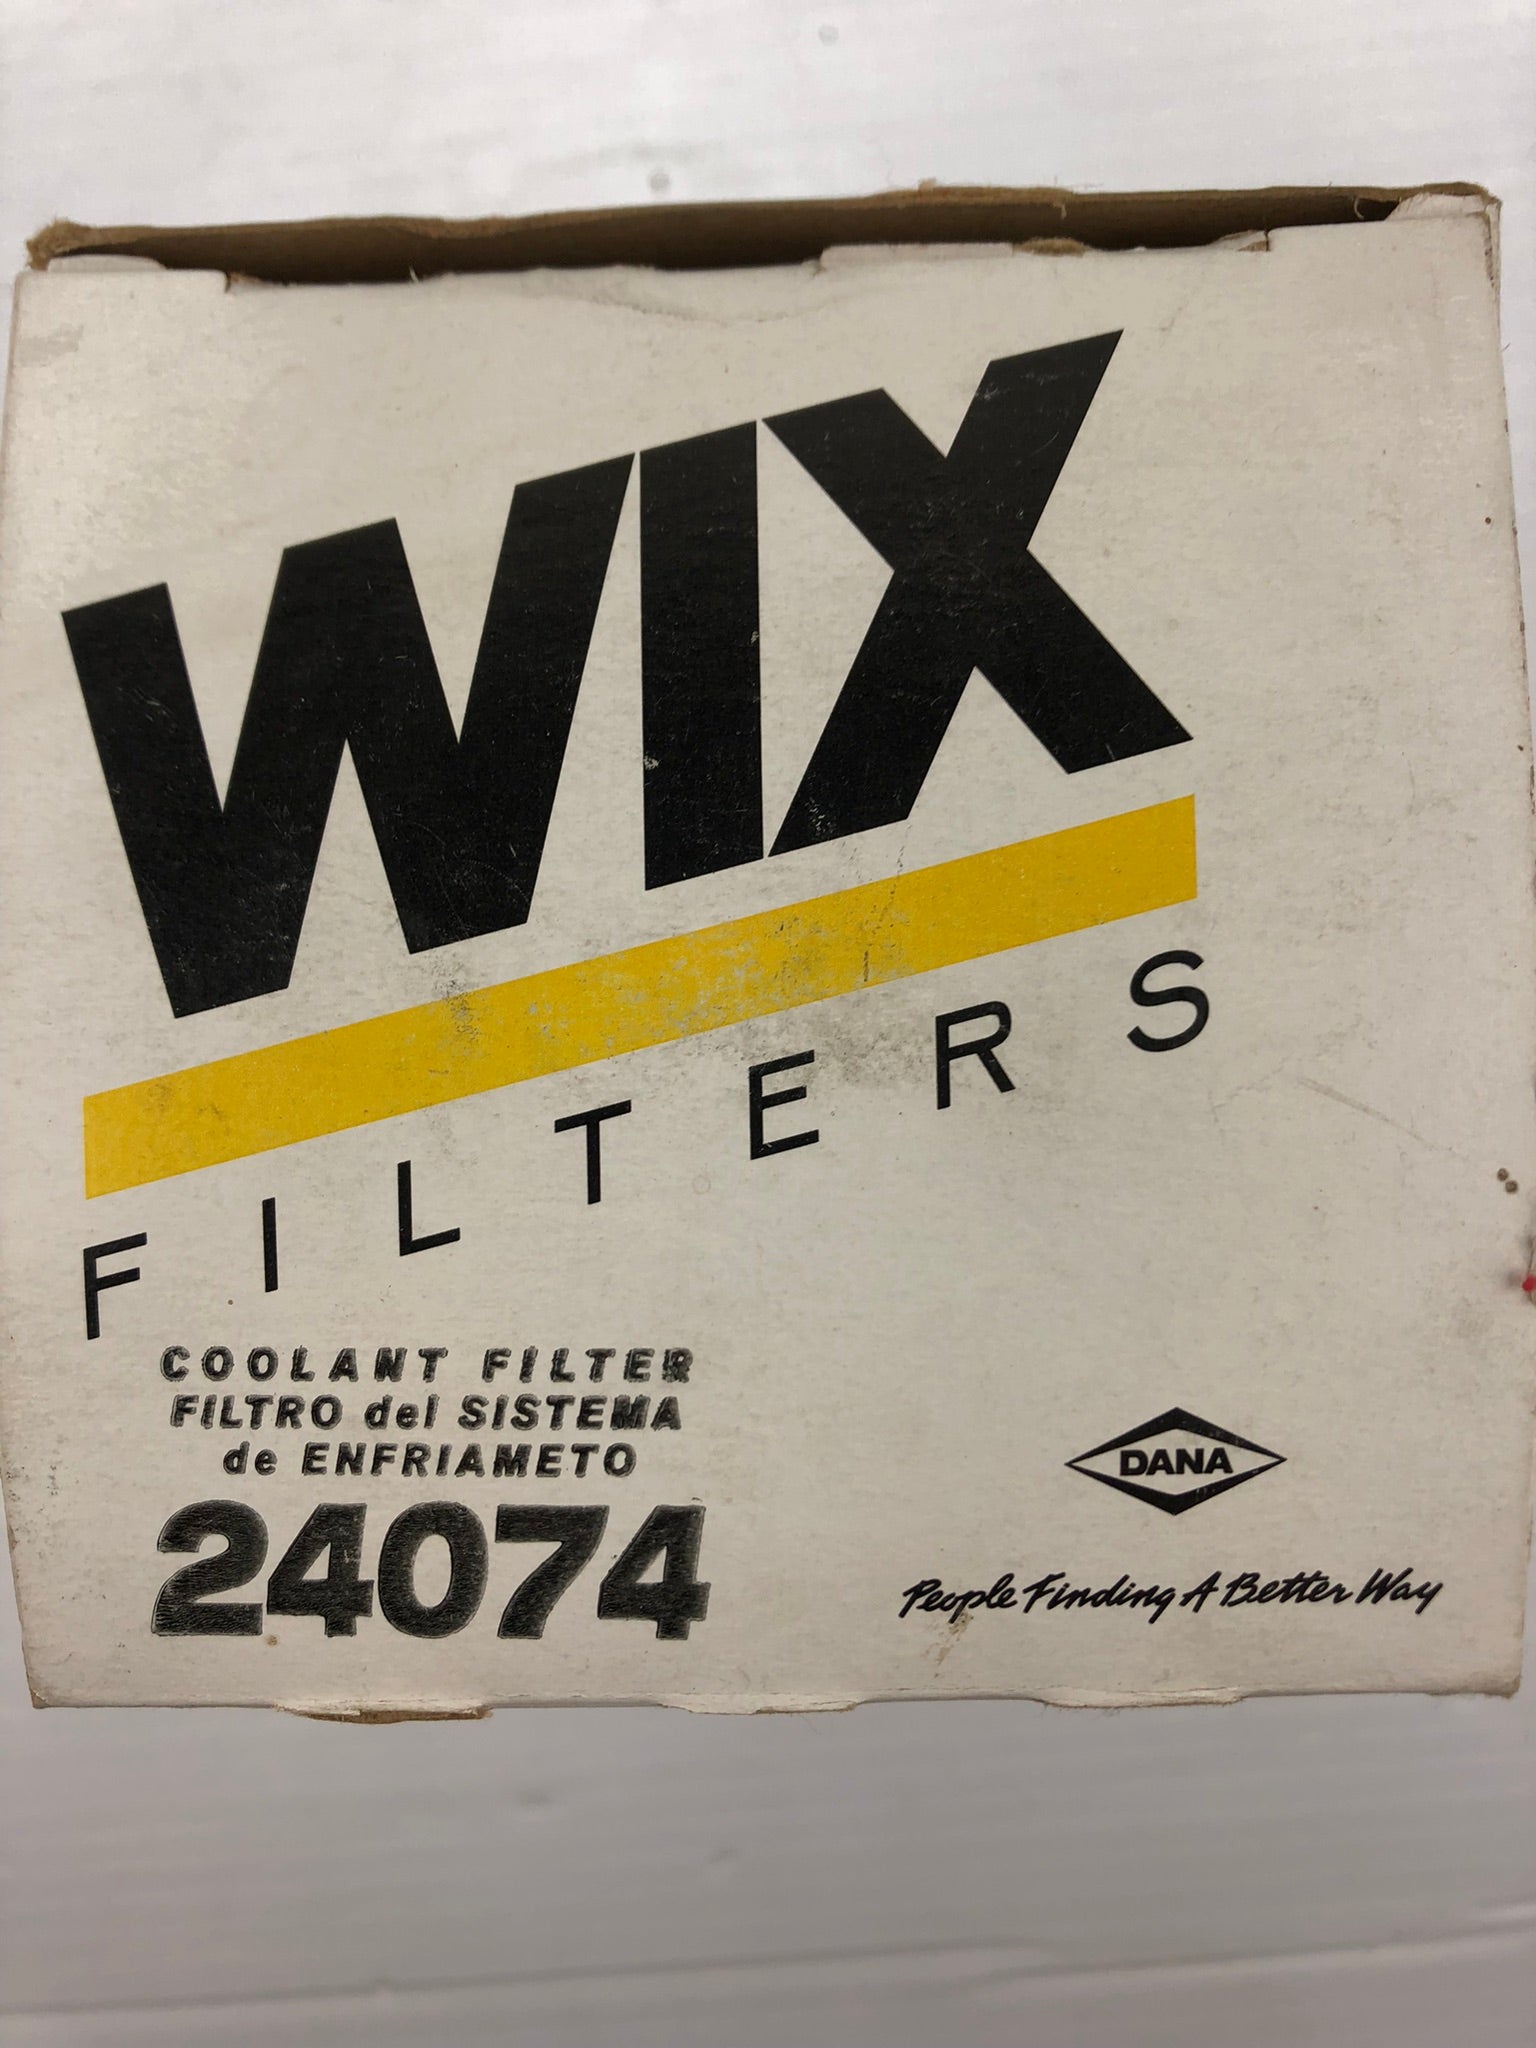 WIX
FILTERS
COOLANT FILTER
FILTRO del SISTEMA
de ENFRIAMETO
24074
DANA
People Finding A Better Way